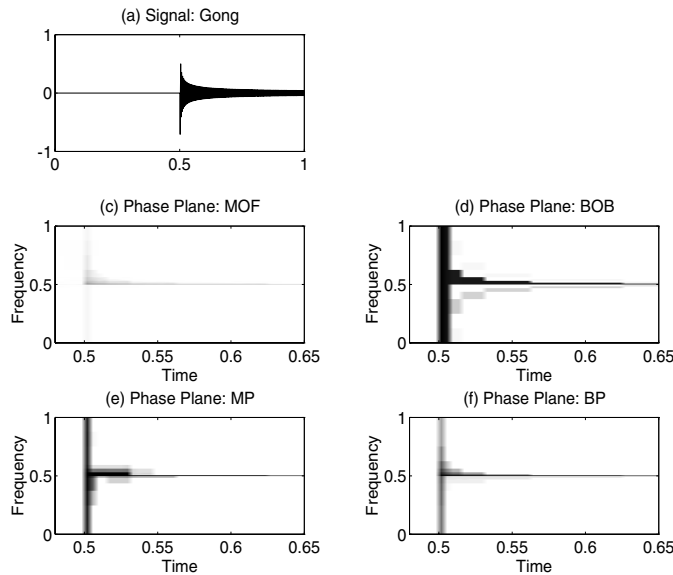 (a) Signal: Gong
1
0
-1
0 0.5 1
(c) Phase Plane: MOF
1
0.5
0
Frequency
0.5 0.55 0.6 0.65
Time
(d) Phase Plane: BOB
1
0.5
0
Frequency
0.5 0.55 0.6 0.65
Time
(e) Phase Plane: MP
1
0.5
0
Frequency
0.5 0.55 0.6 0.65
Time
(f) Phase Plane: BP
1
0.5
0
Frequency
0.5 0.55 0.6 0.65
Time